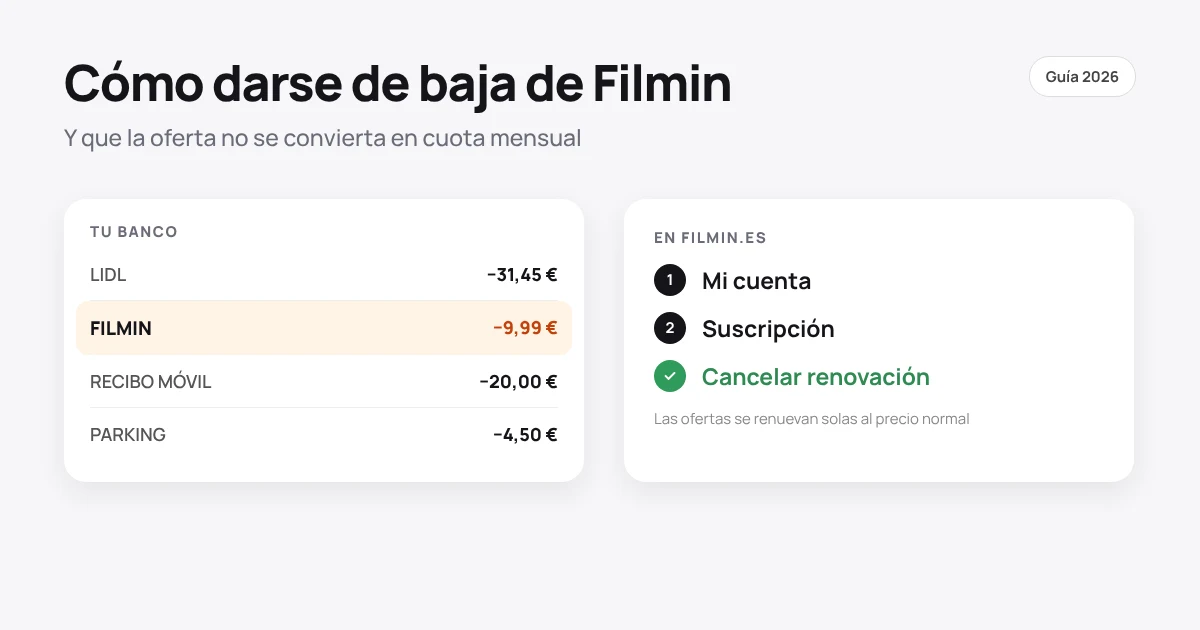 Cómo darse de baja de Filmin
Guía 2026
Y que la oferta no se convierta en cuota mensual
TU BANCO
LIDL −31,45 €
FILMIN −9,99 €
RECIBO MÓVIL −20,00 €
PARKING −4,50 €
EN FILMIN.ES
1 Mi cuenta
2 Suscripción
✓ Cancelar renovación
Las ofertas se renuevan solas al precio normal